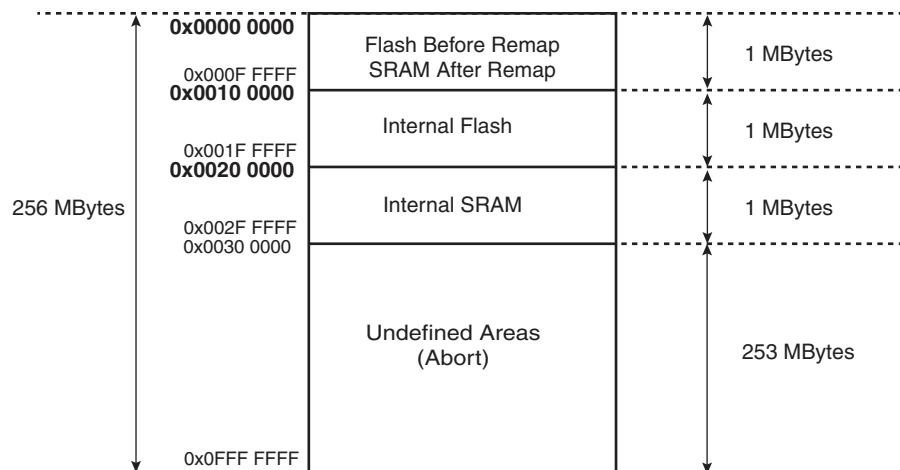 0x0000 0000
Flash Before Remap
SRAM After Remap
1 MBytes
0x000F FFFF
0x0010 0000
Internal Flash
1 MBytes
0x001F FFFF
0x0020 0000
256 MBytes
Internal SRAM
1 MBytes
0x002F FFFF
0x0030 0000
Undefined Areas
(Abort)
253 MBytes
0x0FFF FFFF